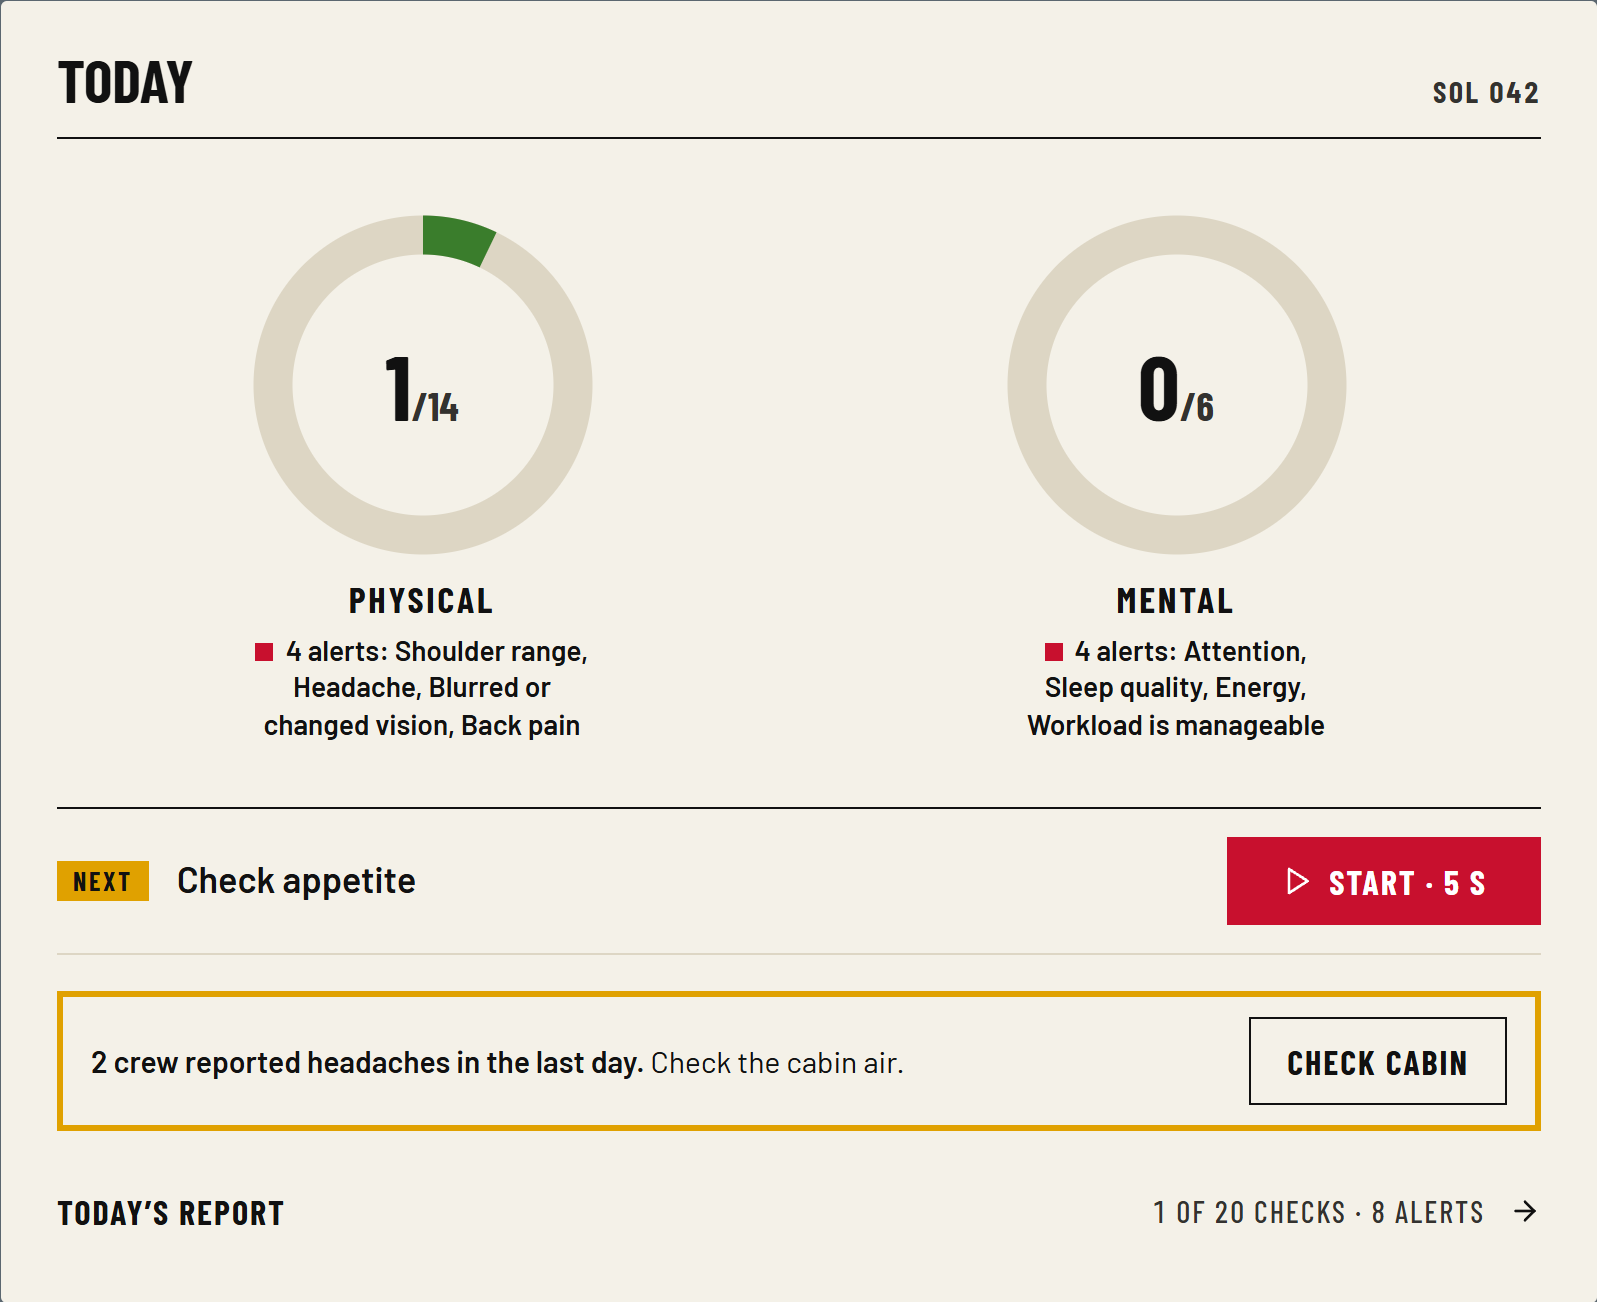 TODAY
SOL 042
1/14
0/6
PHYSICAL
4 alerts: Shoulder range,
Headache, Blurred or
changed vision, Back pain
MENTAL
4 alerts: Attention,
Sleep quality, Energy,
Workload is manageable
NEXT
Check appetite
START · 5 S
2 crew reported headaches in the last day. Check the cabin air.
CHECK CABIN
TODAY’S REPORT
1 OF 20 CHECKS · 8 ALERTS →